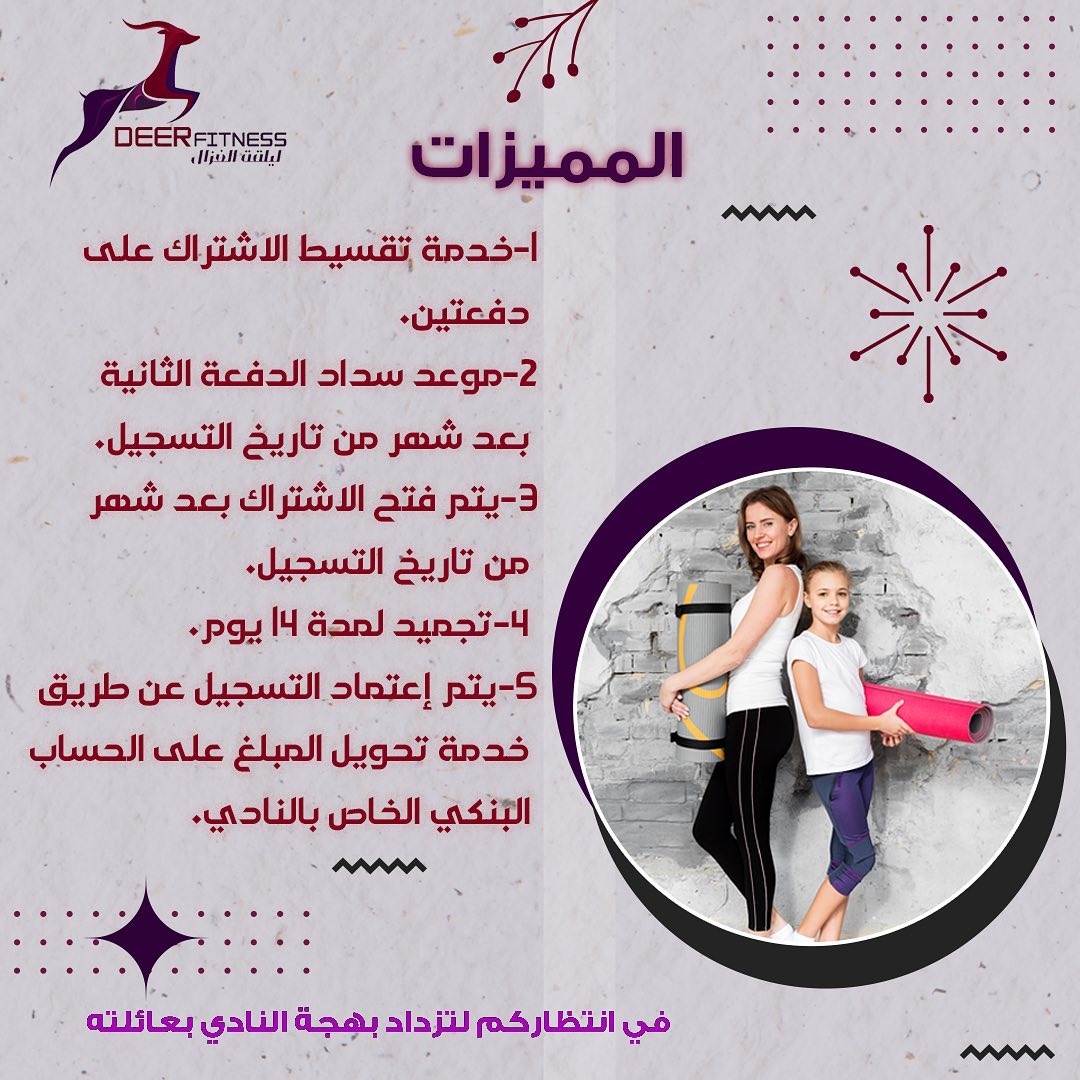 DEERFITNESS
ليلقة الغزال
المميزات
1-خدمة تقسيط الاشتراك على
دفعتين.
2-موعد سداد الدفعة الثانية
بعد شهر من تاريخ التسجيل.
3-يتم فتح الاشتراك بعد شهر
من تاريخ التسجيل.
4-تجميد لمدة 14 يوم.
5-يتم إعتماد التسجيل عن طريق
خدمة تحويل المبلغ على الحساب
البنكي الخاص بالنادي.
في انتظاركم لتزداد بهجة النادي بعائلته